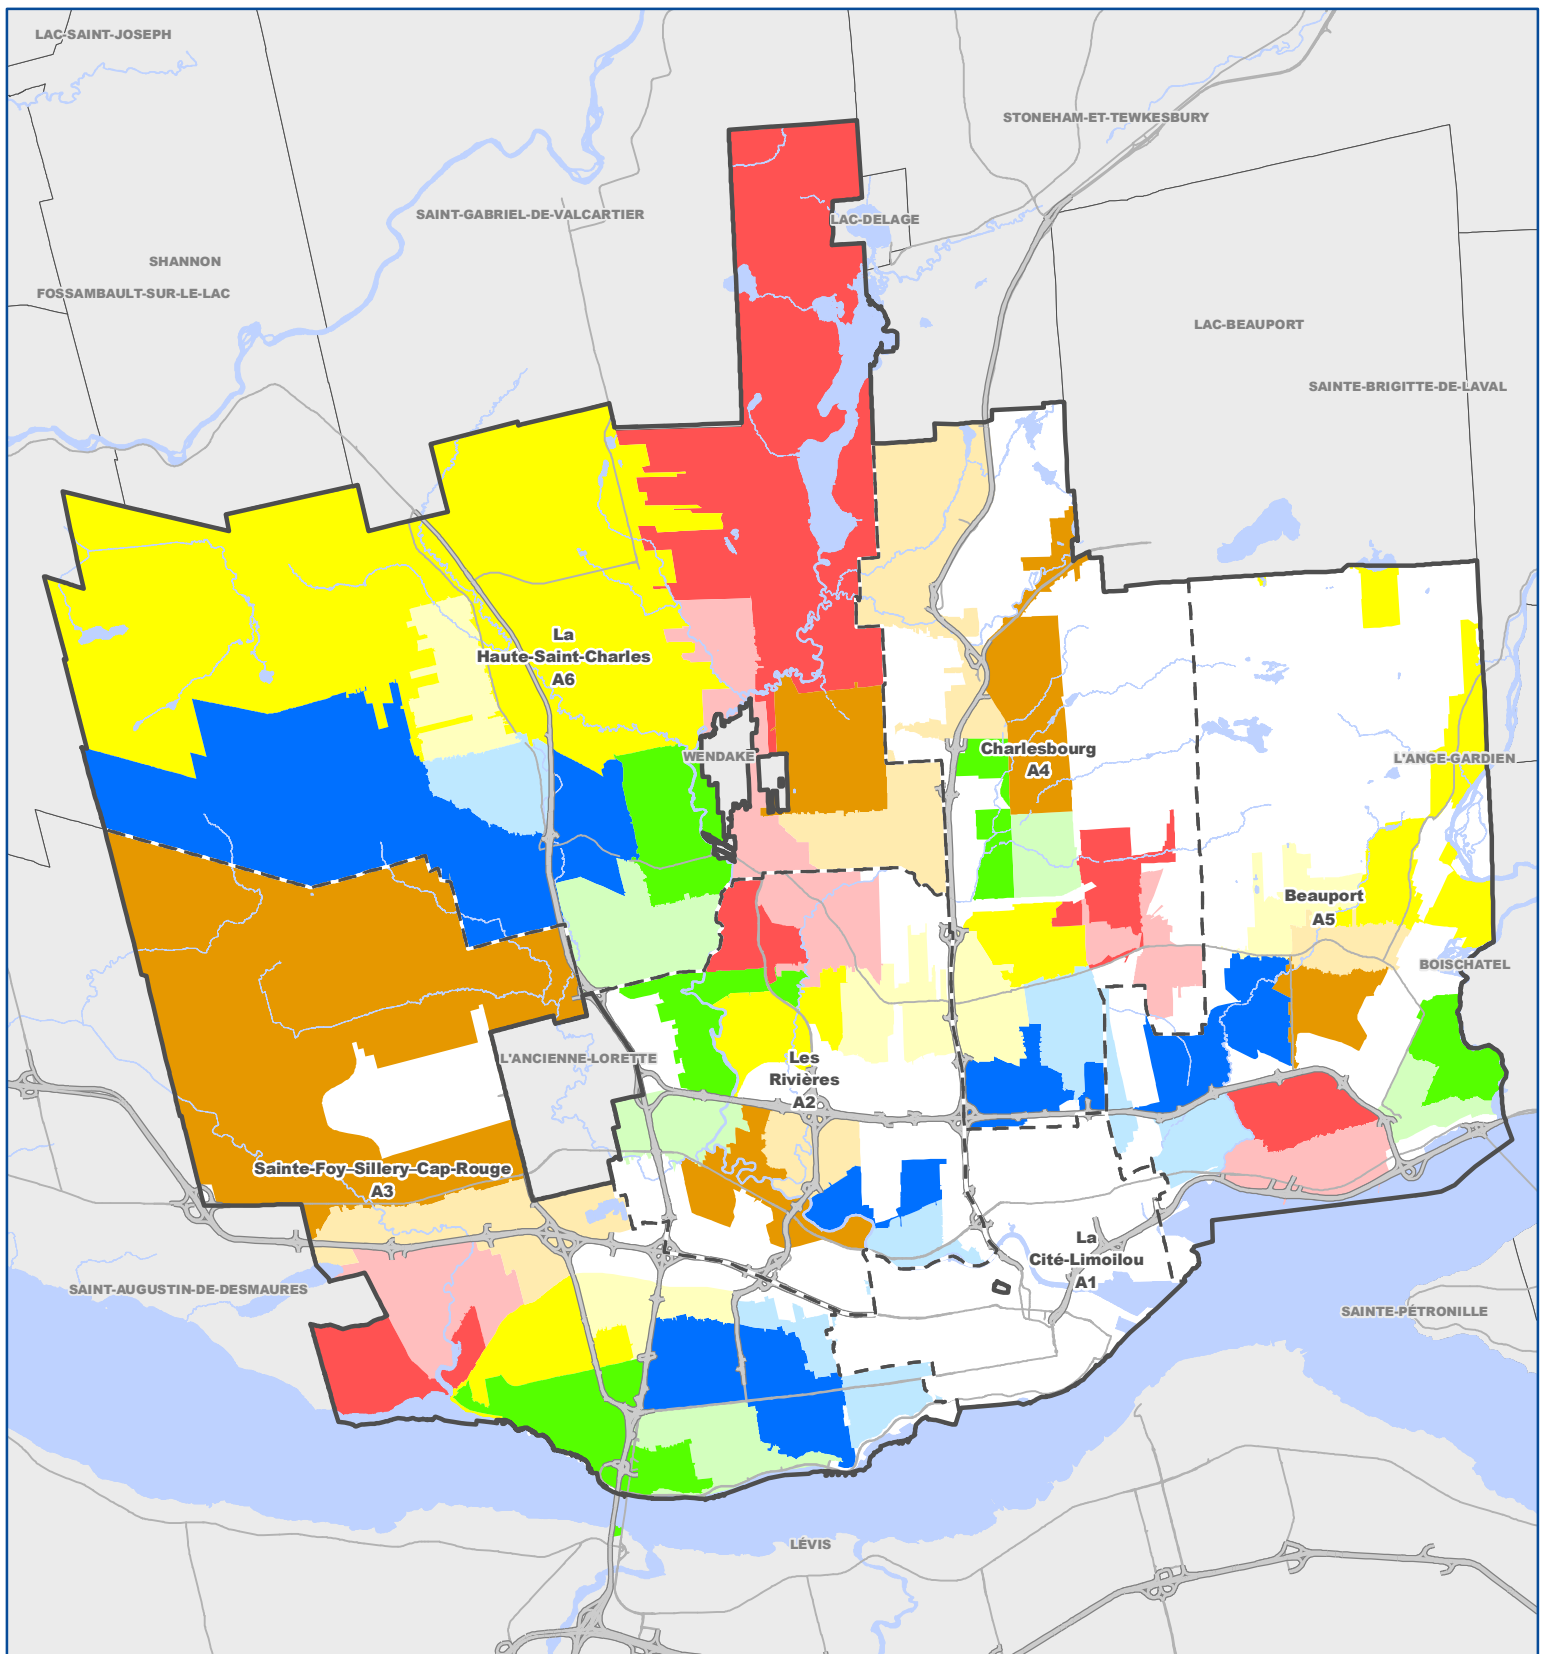 LAC-SAINT-JOSEPH
STONEHAM-ET-TEWKESBURY
SAINT-GABRIEL-DE-VALCARTIER
LAC-DELAGE
SHANNON
FOSSAMBAULT-SUR-LE-LAC
LAC-BEAUPORT
SAINTE-BRIGITTE-DE-LAVAL
La
Haute-Saint-Charles
A6
WENDAKE
Charlesbourg
A4
L'ANGE-GARDIEN
Beauport
A5
BOISCHATEL
L'ANCIENNE-LORETTE
Les
Rivières
A2
Sainte-Foy–Sillery–Cap-Rouge
A3
La
Cité-Limoilou
A1
SAINT-AUGUSTIN-DE-DESMAURES
SAINTE-PÉTRONILLE
LÉVIS